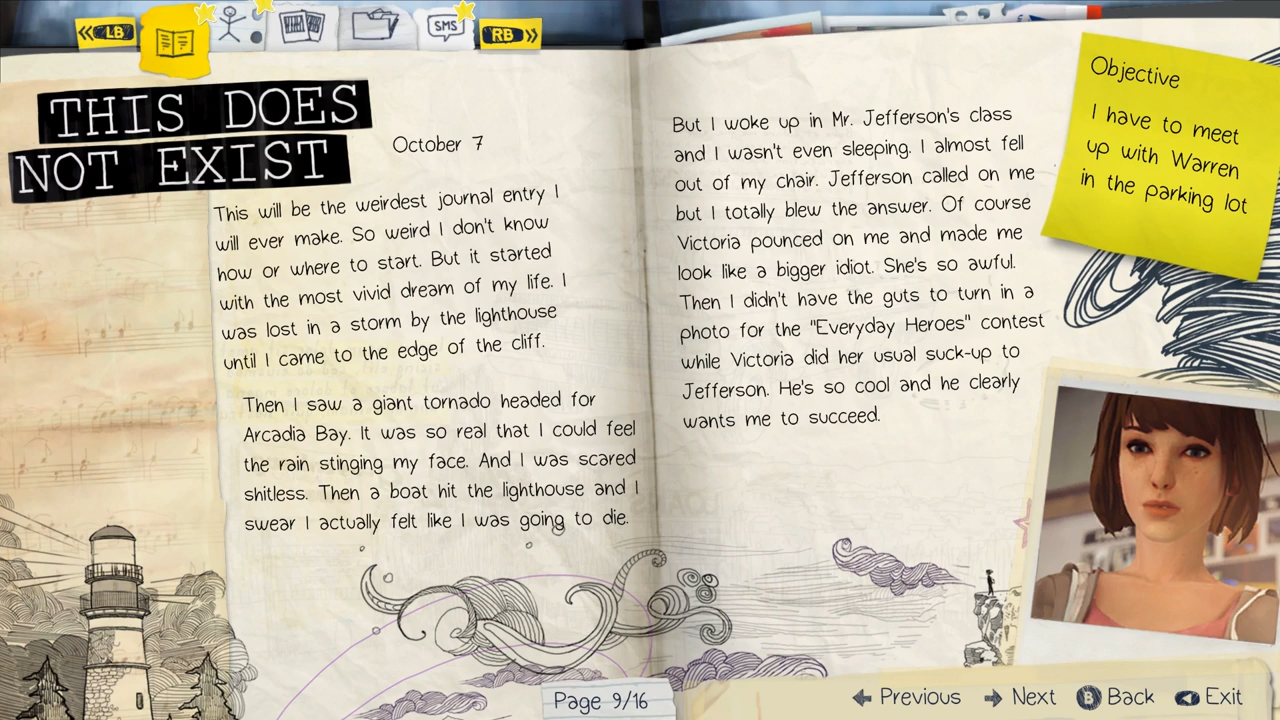 LB
SMS
RB
THIS DOES
NOT EXIST
October 7
This will be the weirdest journal entry I
will ever make. So weird I don't know
how or where to start. But it started
with the most vivid dream of my life. I
was lost in a storm by the lighthouse
until I came to the edge of the cliff.
Then I saw a giant tornado headed for
Arcadia Bay. It was so real that I could feel
the rain stinging my face. And I was scared
shitless. Then a boat hit the lighthouse and I
swear I actually felt like I was going to die.
But I woke up in Mr. Jefferson's class
and I wasn't even sleeping. I almost fell
out of my chair. Jefferson called on me
but I totally blew the answer. Of course
Victoria pounced on me and made me
look like a bigger idiot. She's so awful.
Then I didn't have the guts to turn in a
photo for the "Everyday Heroes" contest
while Victoria did her usual suck-up to
Jefferson. He's so cool and he clearly
wants me to succeed.
Objective
I have to meet
up with Warren
in the parking lot
Page 9/16
Previous
Next
B Back
Exit